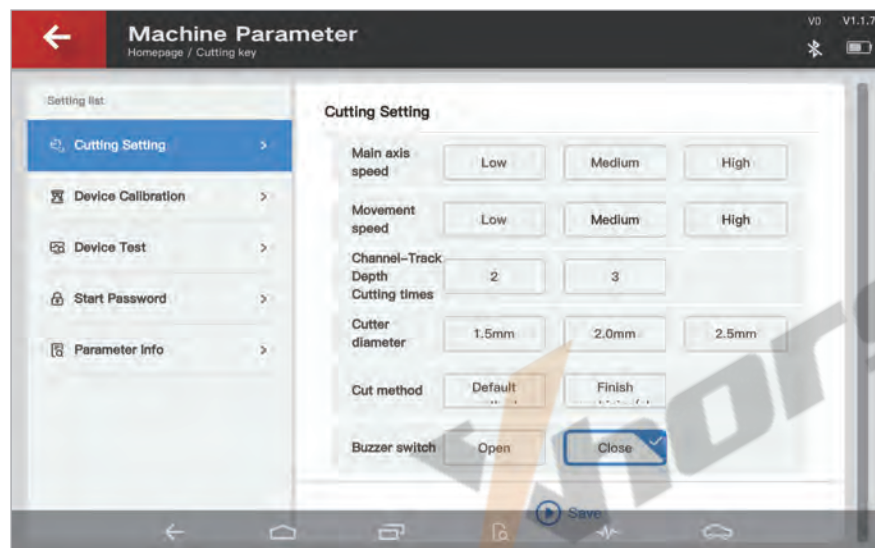 Machine Parameter
Homepage / Cutting key
V0 V1.1.7
Setting list
Cutting Setting
Device Calibration
Device Test
Start Password
Parameter Info
Cutting Setting
Main axis
speed
Low Medium High
Movement
speed
Low Medium High
Channel-Track
Depth
Cutting times
2 3
Cutter
diameter
1.5mm 2.0mm 2.5mm
Cut method
Default
Finish
Buzzer switch
Open Close
Save